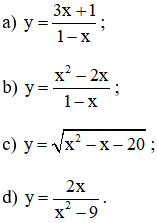 a) y = (3x + 1)/(1 − x) ;
b) y = (x² − 2x)/(1 − x) ;
c) y = √(x² − x − 20) ;
d) y = 2x/(x² − 9) .